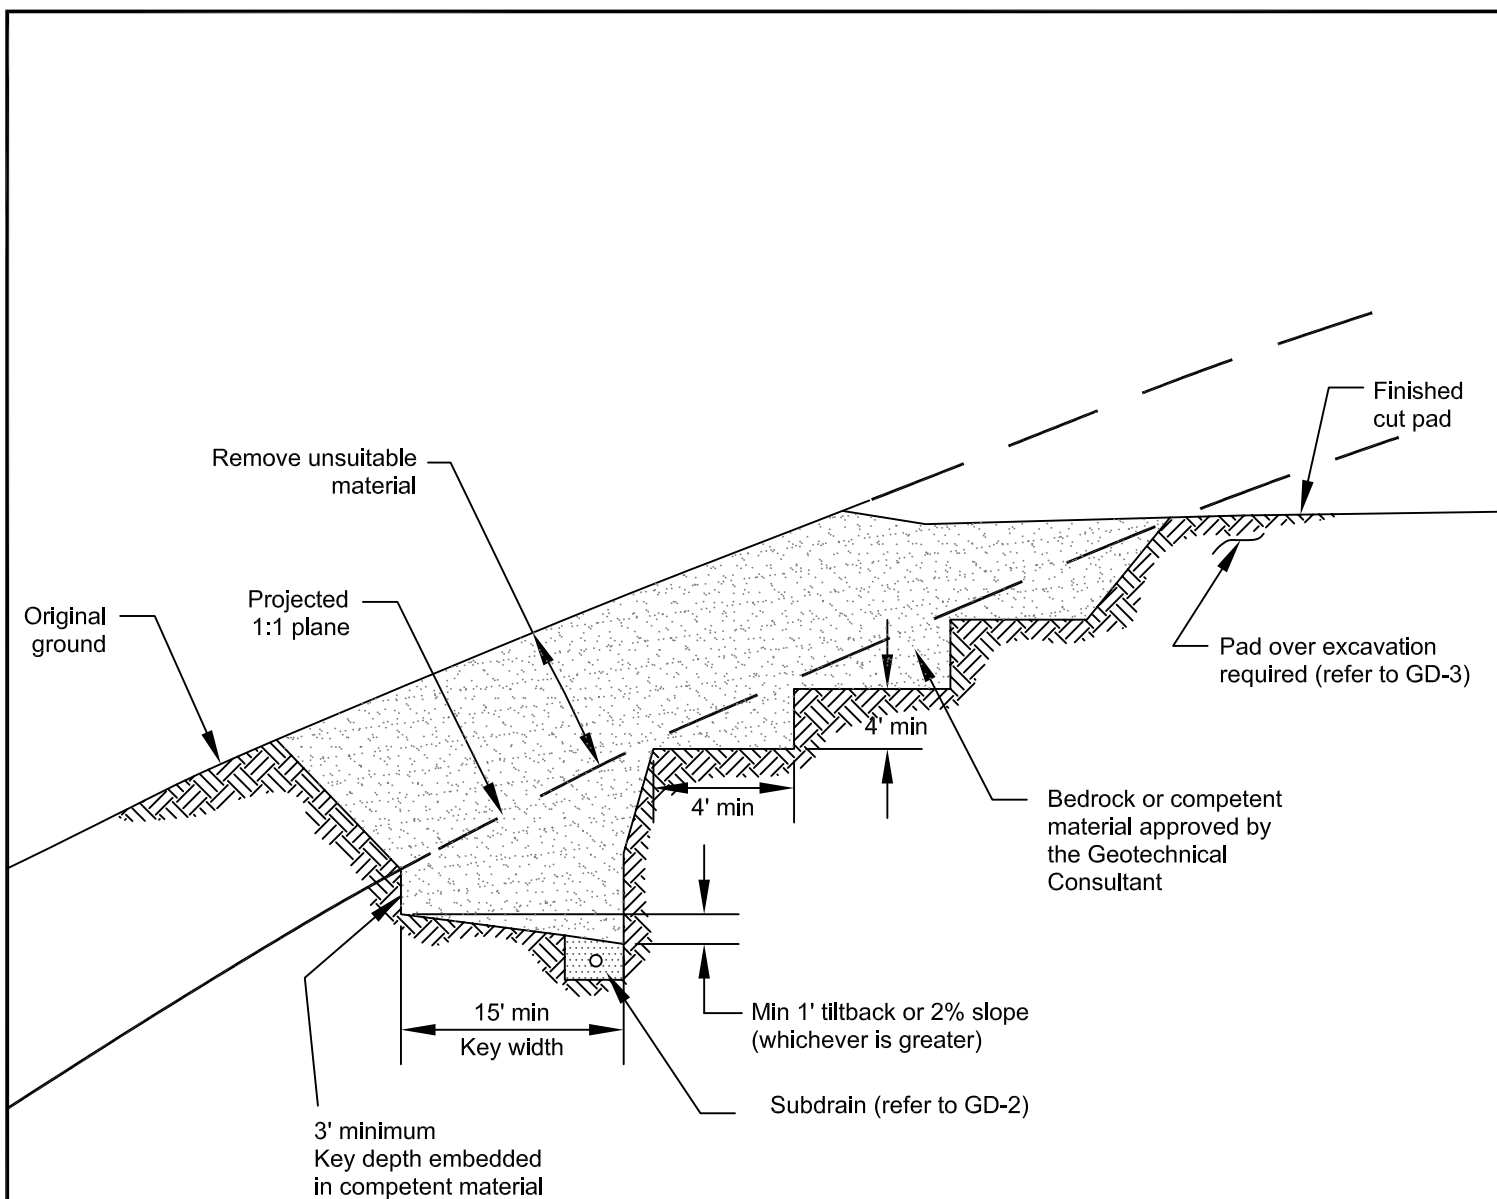 Finished
cut pad
Remove unsuitable
material
Projected
1:1 plane
Original
ground
Pad over excavation
required (refer to GD-3)
4' min
4' min
Bedrock or competent
material approved by
the Geotechnical
Consultant
15' min
Key width
Min 1' tiltback or 2% slope
(whichever is greater)
Subdrain (refer to GD-2)
3' minimum
Key depth embedded
in competent material